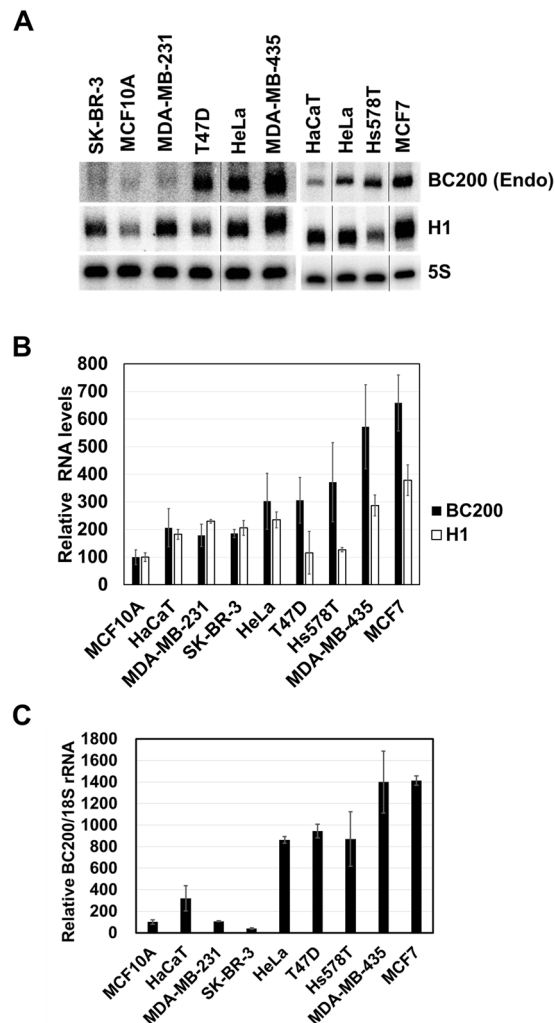 A
SK-BR-3
MCF10A
MDA-MB-231
T47D
HeLa
MDA-MB-435
HaCaT
HeLa
Hs578T
MCF7
BC200 (Endo)
H1
5S
B
Relative RNA levels
800
700
600
500
400
300
200
100
0
BC200
H1
MCF10A
HaCaT
MDA-MB-231
SK-BR-3
HeLa
T47D
Hs578T
MDA-MB-435
MCF7
C
Relative BC200/18S rRNA
1800
1600
1400
1200
1000
800
600
400
200
0
MCF10A
HaCaT
MDA-MB-231
SK-BR-3
HeLa
T47D
Hs578T
MDA-MB-435
MCF7